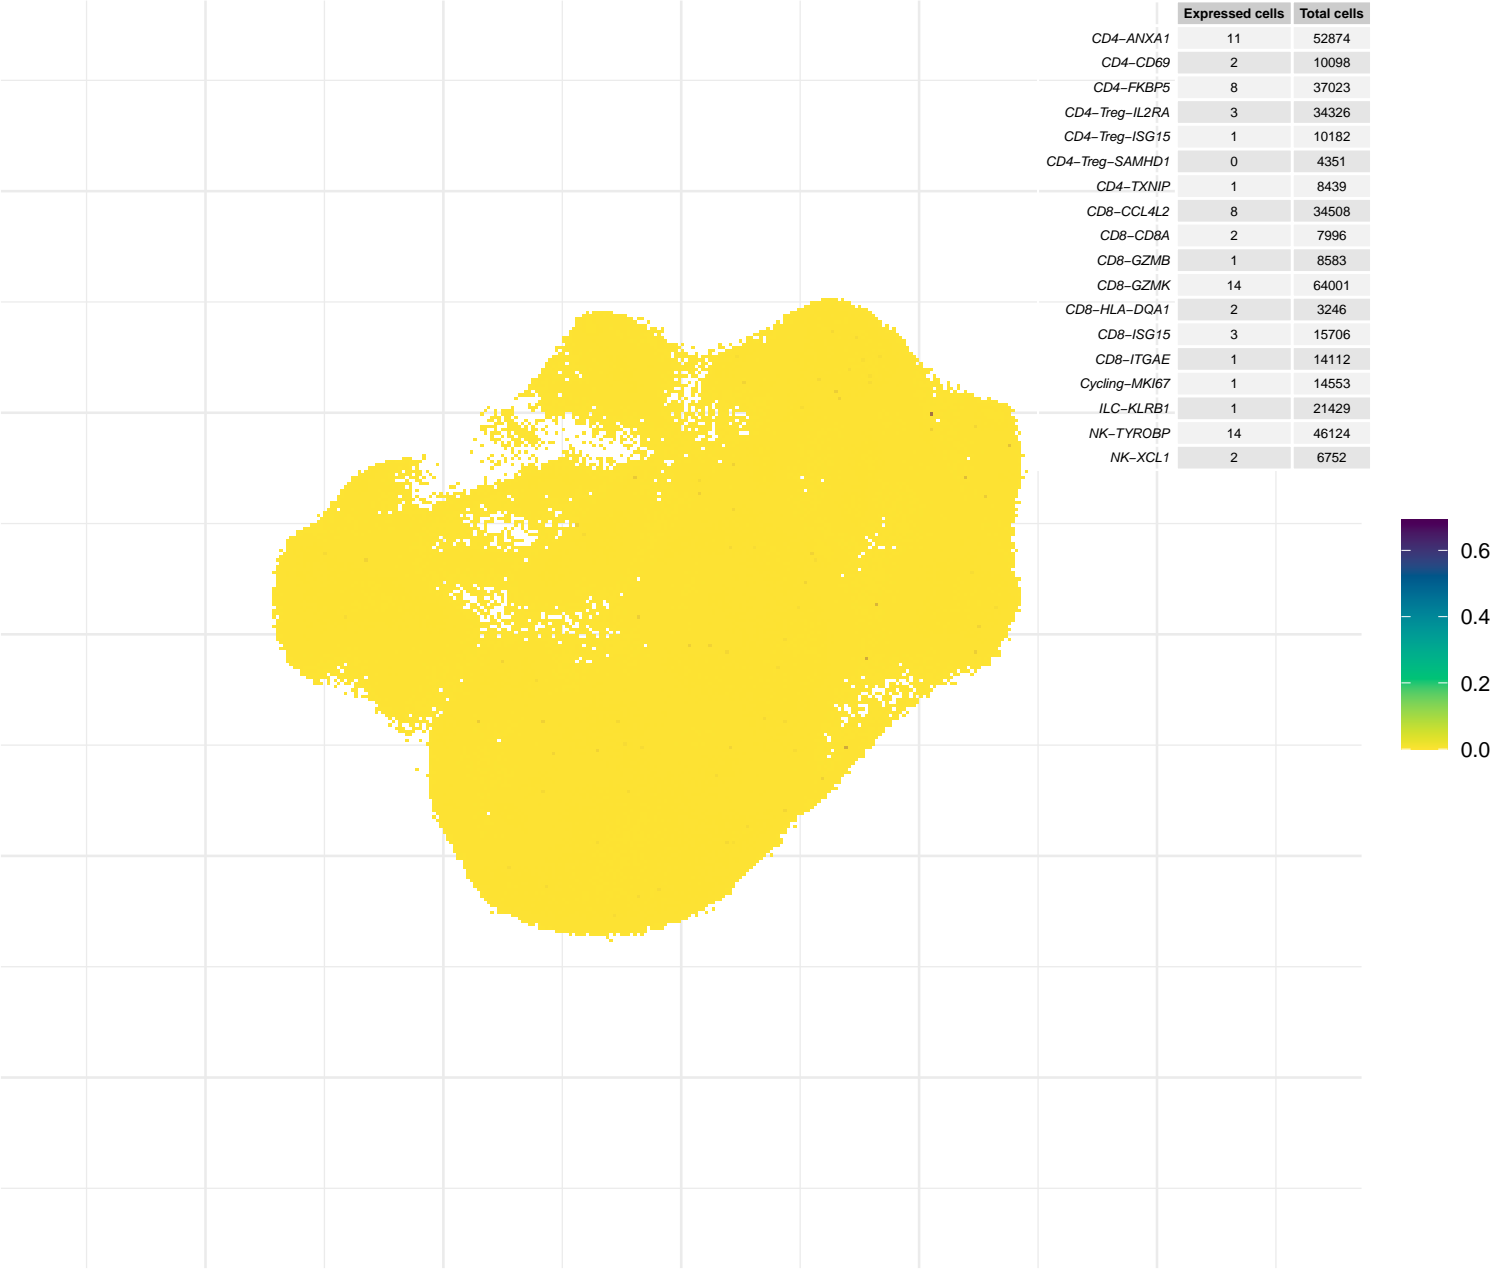 Expressed cells Total cells
CD4−ANXA1 11 52874
CD4−CD69 2 10098
CD4−FKBP5 8 37023
CD4−Treg−IL2RA 3 34326
CD4−Treg−ISG15 1 10182
CD4−Treg−SAMHD1 0 4351
CD4−TXNIP 1 8439
CD8−CCL4L2 8 34508
CD8−CD8A 2 7996
CD8−GZMB 1 8583
CD8−GZMK 14 64001
CD8−HLA−DQA1 2 3246
CD8−ISG15 3 15706
CD8−ITGAE 1 14112
Cycling−MKI67 1 14553
ILC−KLRB1 1 21429
NK−TYROBP 14 46124
NK−XCL1 2 6752
0.6
0.4
0.2
0.0